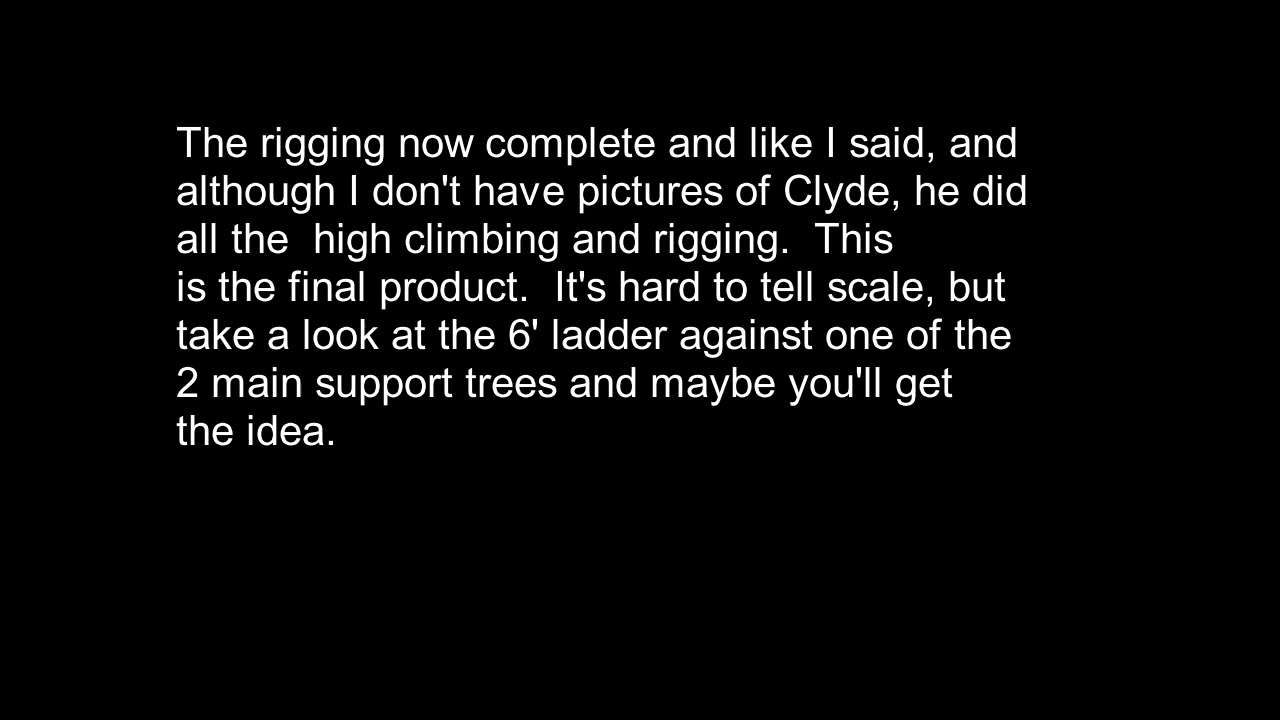 The rigging now complete and like I said, and
although I don't have pictures of Clyde, he did
all the  high climbing and rigging.  This
is the final product.  It's hard to tell scale, but
take a look at the 6' ladder against one of the
2 main support trees and maybe you'll get
the idea.